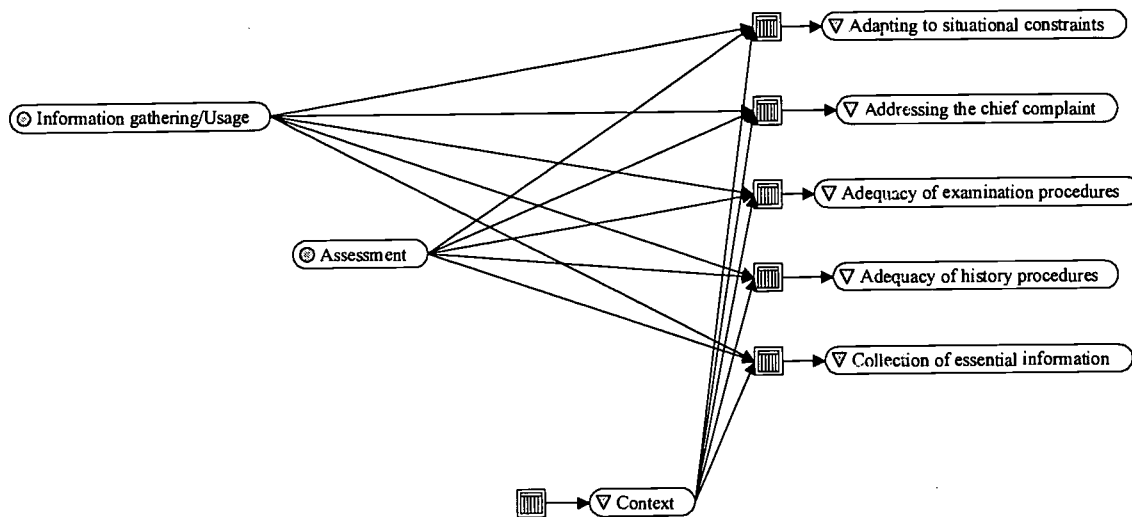 Adapting to situational constraints
Information gathering/Usage
Addressing the chief complaint
Adequacy of examination procedures
Assessment
Adequacy of history procedures
Collection of essential information
Context